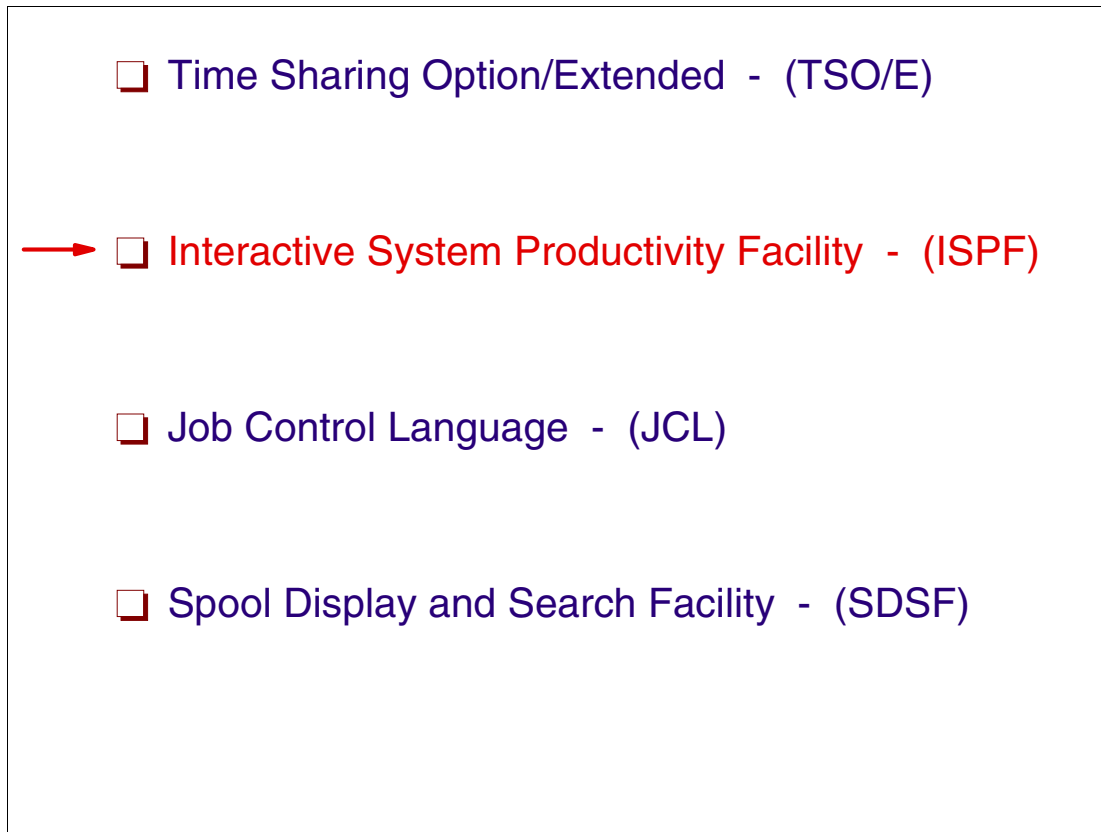 Time Sharing Option/Extended - (TSO/E)
Interactive System Productivity Facility - (ISPF)
Job Control Language - (JCL)
Spool Display and Search Facility - (SDSF)